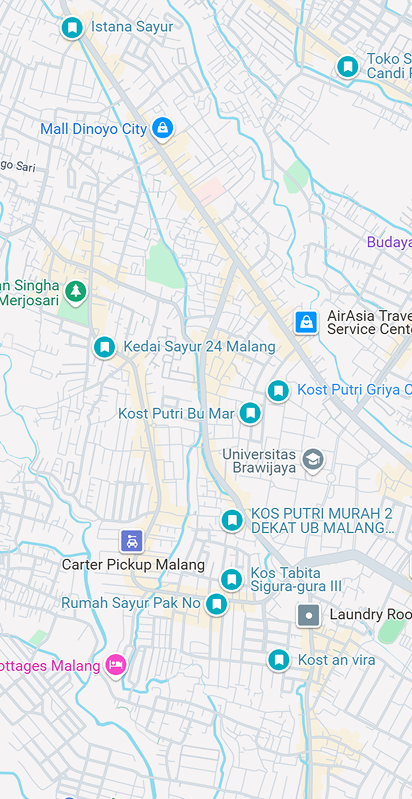 Istana Sayur
Toko S
Candi
Mall Dinoyo City
go Sari
Budaya
an Singha
Merjosari
AirAsia Trave
Service Cente
Kedai Sayur 24 Malang
Kost Putri Griya C
Kost Putri Bu Mar
Universitas
Brawijaya
KOS PUTRI MURAH 2
DEKAT UB MALANG...
Carter Pickup Malang
Kos Tabita
Sigura-gura III
Rumah Sayur Pak No
Laundry Roo
ottages Malang
Kost an vira